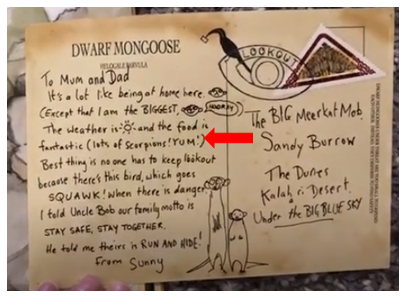 DWARF MONGOOSE
HELOGALE PARVULA
To Mum and Dad
It's a lot like being at home here.
(Except that I am the BIGGEST,
The weather is and the food is
fantastic (lots of Scorpions! YUM!)
Best thing is no one has to keep lookout
because there's this bird, which goes
SQUAWK! when there is danger.
I told Uncle Bob our family motto is
STAY SAFE, STAY TOGETHER.
He told me theirs is RUN AND HIDE!
From Sunny
LOOKOUT
The BIG Meerkat Mob
Sandy Burrow
The Dunes
Kalahari Desert
Under the BIG BLUE SKY